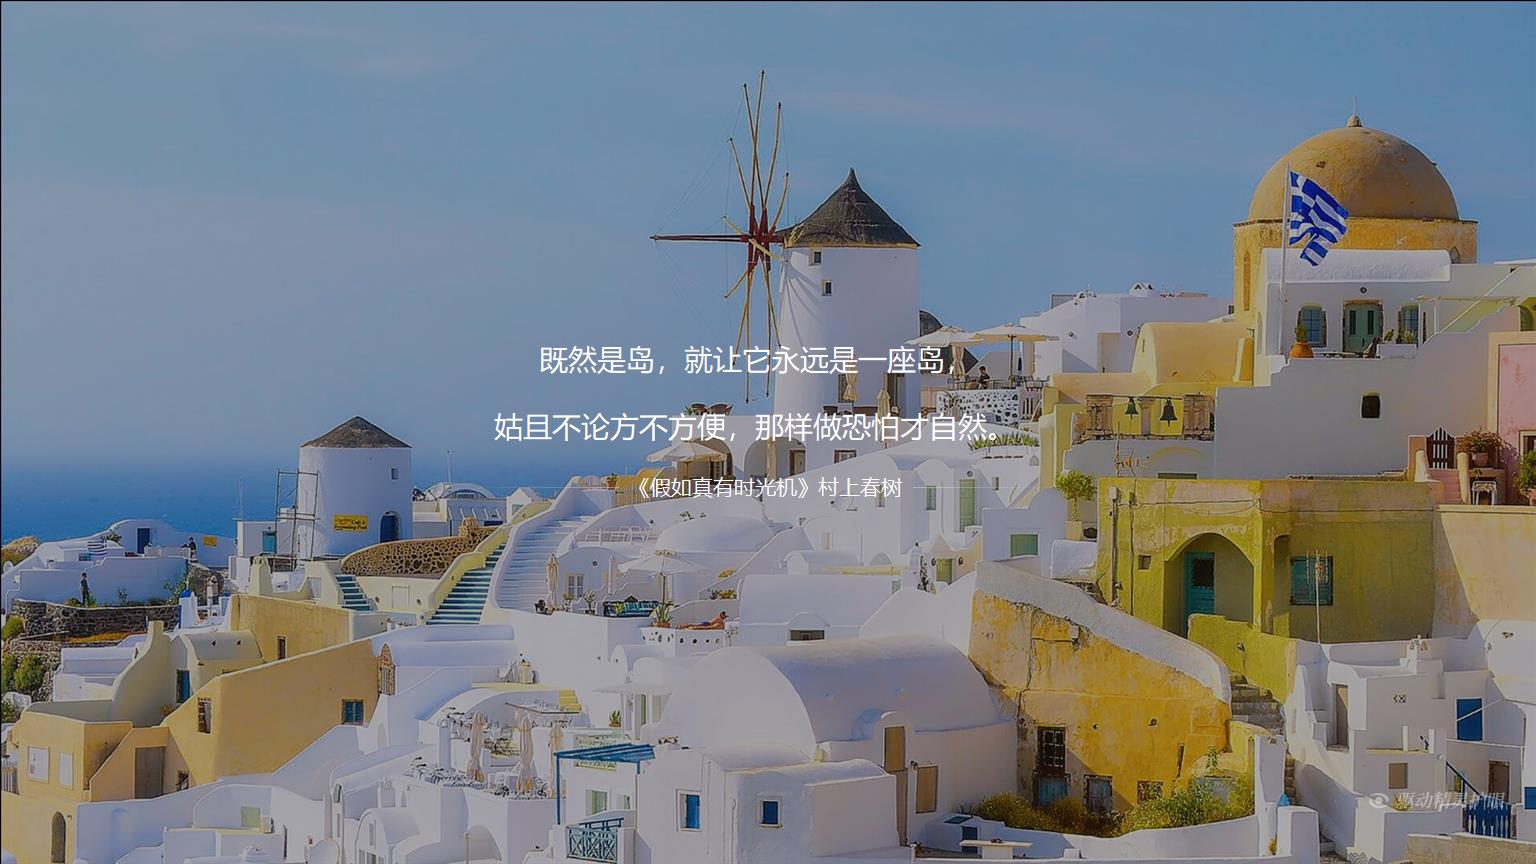 既然是岛，就让它永远是一座岛，
姑且不论方不方便，那样做恐怕才自然。
《假如真有时光机》村上春树
驱动精灵护眼